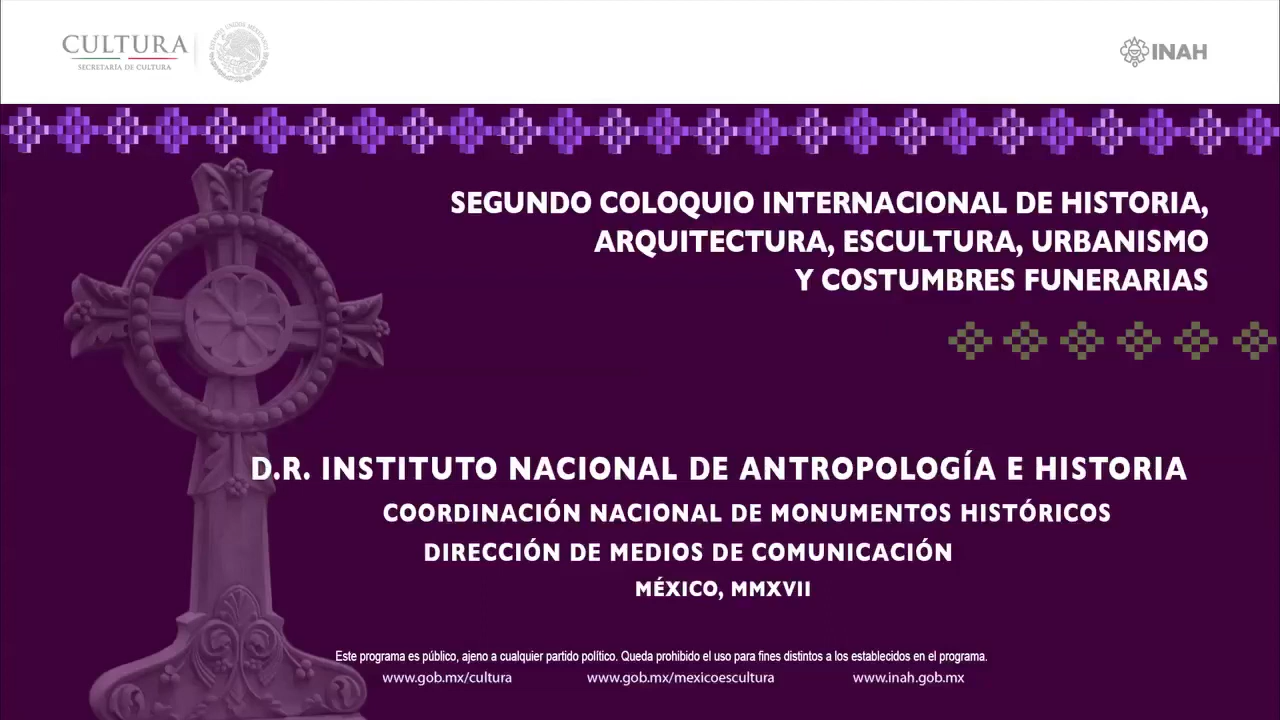 CULTURA
SECRETARÍA DE CULTURA
INAH
SEGUNDO COLOQUIO INTERNACIONAL DE HISTORIA,
ARQUITECTURA, ESCULTURA, URBANISMO
Y COSTUMBRES FUNERARIAS
D.R. INSTITUTO NACIONAL DE ANTROPOLOGÍA E HISTORIA
COORDINACIÓN NACIONAL DE MONUMENTOS HISTÓRICOS
DIRECCIÓN DE MEDIOS DE COMUNICACIÓN
MÉXICO, MMXVII
Este programa es público, ajeno a cualquier partido político. Queda prohibido el uso para fines distintos a los establecidos en el programa.
www.gob.mx/cultura www.gob.mx/mexicoescultura www.inah.gob.mx